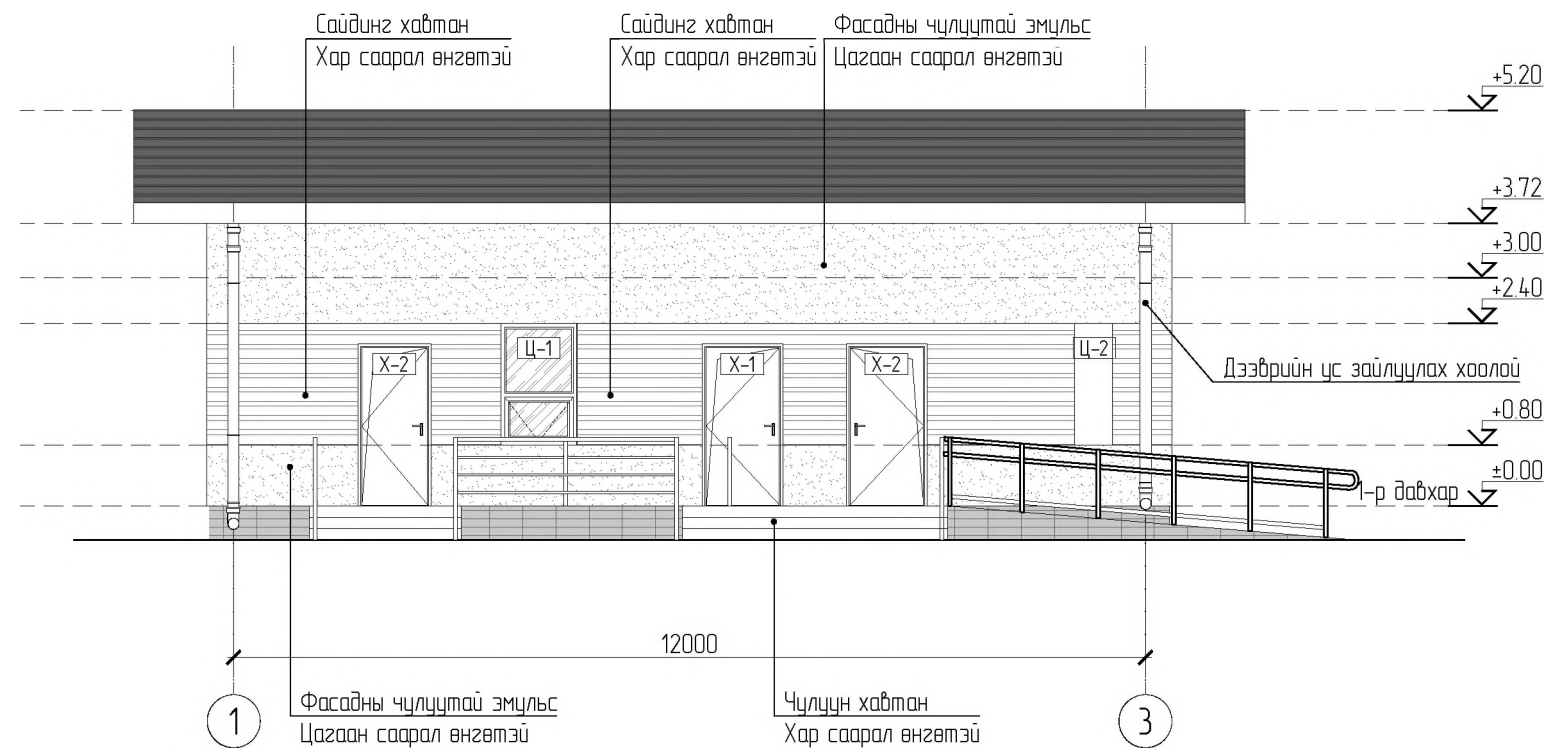 Сайдинг хавтан
Хар саарал өнгөтэй
Сайдинг хавтан
Хар саарал өнгөтэй
Фасадны чулуутай эмульс
Цагаан саарал өнгөтэй
+5.20
+3.72
+3.00
+2.40
Ц-1
Х-2
Х-1
Х-2
Ц-2
Дээврийн ус зайлуулах хоолой
+0.80
±0.00
1-р давхар
12000
1
3
Фасадны чулуутай эмульс
Цагаан саарал өнгөтэй
Чулуун хавтан
Хар саарал өнгөтэй